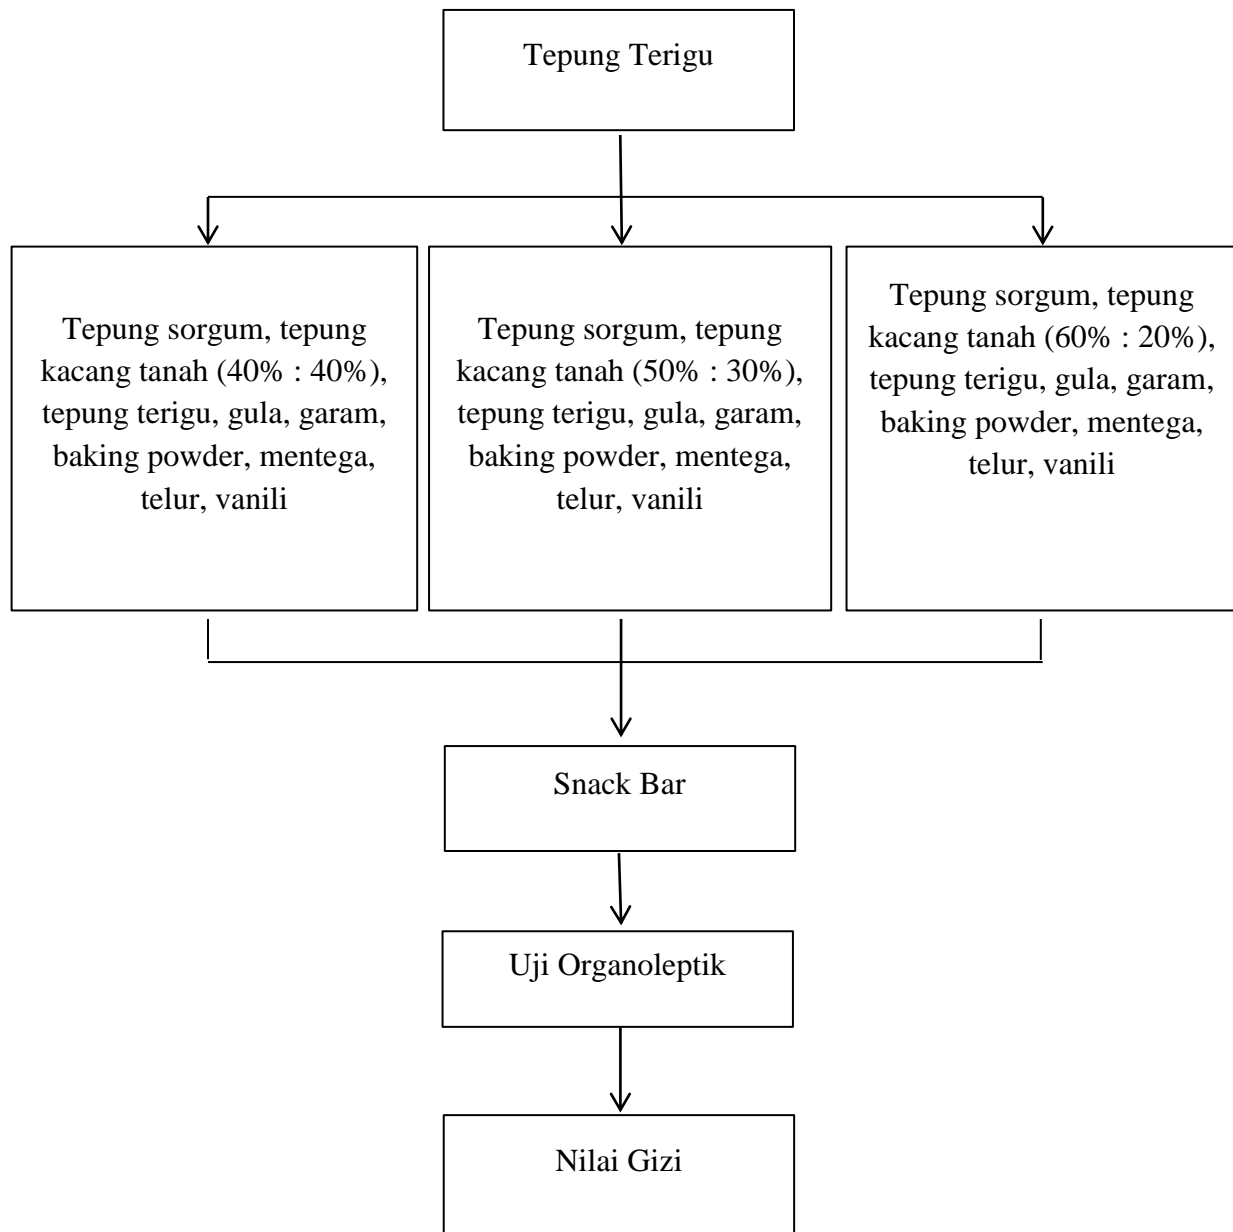 Tepung Terigu
Tepung sorgum, tepung
kacang tanah (40% : 40%),
tepung terigu, gula, garam,
baking powder, mentega,
telur, vanili
Tepung sorgum, tepung
kacang tanah (50% : 30%),
tepung terigu, gula, garam,
baking powder, mentega,
telur, vanili
Tepung sorgum, tepung
kacang tanah (60% : 20%),
tepung terigu, gula, garam,
baking powder, mentega,
telur, vanili
Snack Bar
Uji Organoleptik
Nilai Gizi